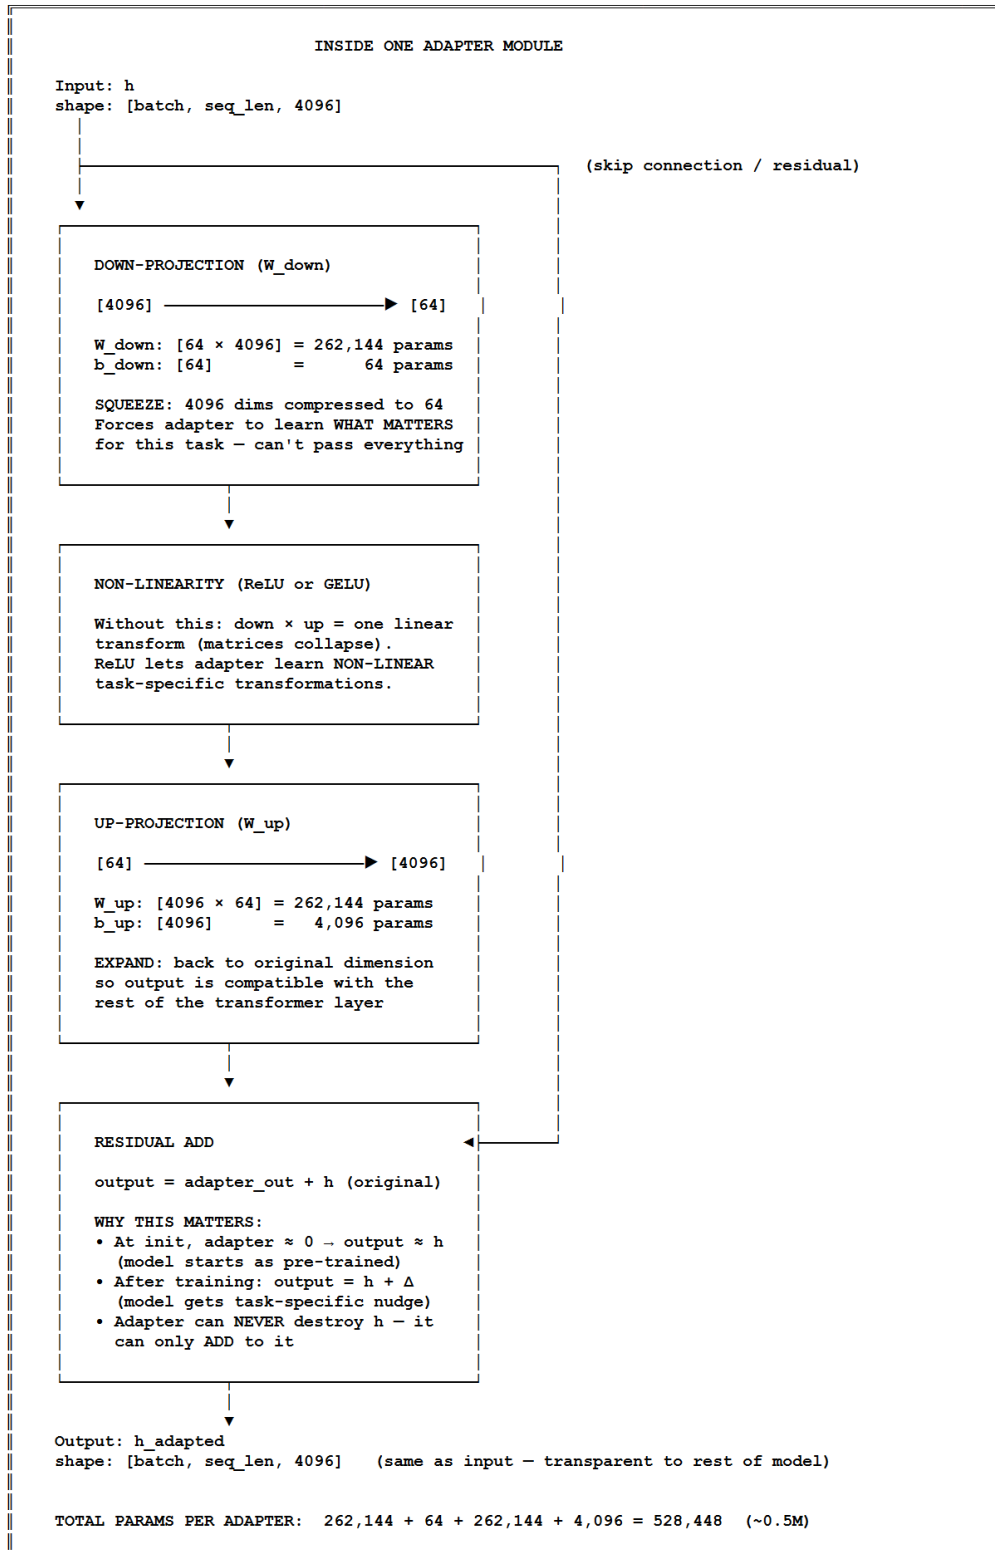 INSIDE ONE ADAPTER MODULE
Input: h
shape: [batch, seq_len, 4096]
(skip connection / residual)
DOWN-PROJECTION (W_down)
[4096] ───────────────────────▶ [64]
W_down: [64 × 4096] = 262,144 params
b_down: [64] = 64 params
SQUEEZE: 4096 dims compressed to 64
Forces adapter to learn WHAT MATTERS
for this task — can't pass everything
NON-LINEARITY (ReLU or GELU)
Without this: down × up = one linear
transform (matrices collapse).
ReLU lets adapter learn NON-LINEAR
task-specific transformations.
UP-PROJECTION (W_up)
[64] ───────────────────────▶ [4096]
W_up: [4096 × 64] = 262,144 params
b_up: [4096] = 4,096 params
EXPAND: back to original dimension
so output is compatible with the
rest of the transformer layer
RESIDUAL ADD
output = adapter_out + h (original)
WHY THIS MATTERS:
• At init, adapter ≈ 0 → output ≈ h
(model starts as pre-trained)
• After training: output = h + Δ
(model gets task-specific nudge)
• Adapter can NEVER destroy h — it
can only ADD to it
Output: h_adapted
shape: [batch, seq_len, 4096] (same as input — transparent to rest of model)
TOTAL PARAMS PER ADAPTER: 262,144 + 64 + 262,144 + 4,096 = 528,448 (~0.5M)